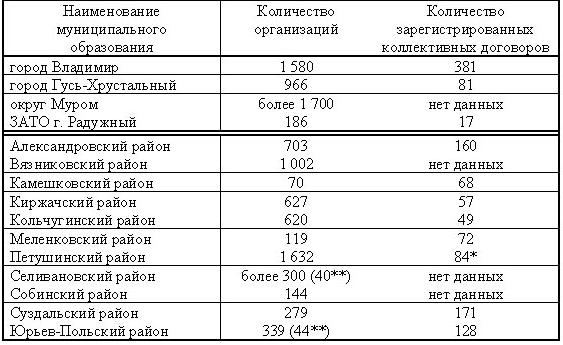 Наименование муниципального образования | Количество организаций | Количество зарегистрированных коллективных договоров
город Владимир | 1 580 | 381
город Гусь-Хрустальный | 966 | 81
округ Муром | более 1 700 | нет данных
ЗАТО г. Радужный | 186 | 17
Александровский район | 703 | 160
Вязниковский район | 1 002 | нет данных
Камешковский район | 70 | 68
Киржачский район | 627 | 57
Кольчугинский район | 620 | 49
Меленковский район | 119 | 72
Петушинский район | 1 632 | 84*
Селивановский район | более 300 (40**) | нет данных
Собинский район | 144 | нет данных
Суздальский район | 279 | 171
Юрьев-Польский район | 339 (44**) | 128